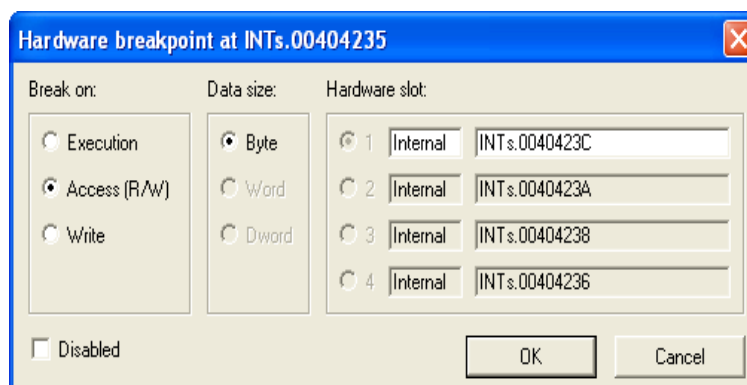 Hardware breakpoint at INTs.00404235
Break on:
Data size:
Hardware slot:
Execution
Byte
1 Internal INTs.0040423C
Access (R/W)
Word
2 Internal INTs.0040423A
Write
Dword
3 Internal INTs.00404238
4 Internal INTs.00404236
Disabled
OK
Cancel